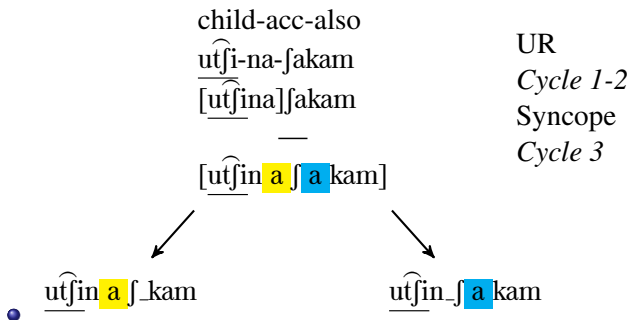 child-acc-also
ut͡ʃi-na-ʃakam
UR
[ut͡ʃina]ʃakam
Cycle 1-2
—
Syncope
[ut͡ʃinaʃakam]
Cycle 3
ut͡ʃinaʃ_kam
ut͡ʃin_ʃakam